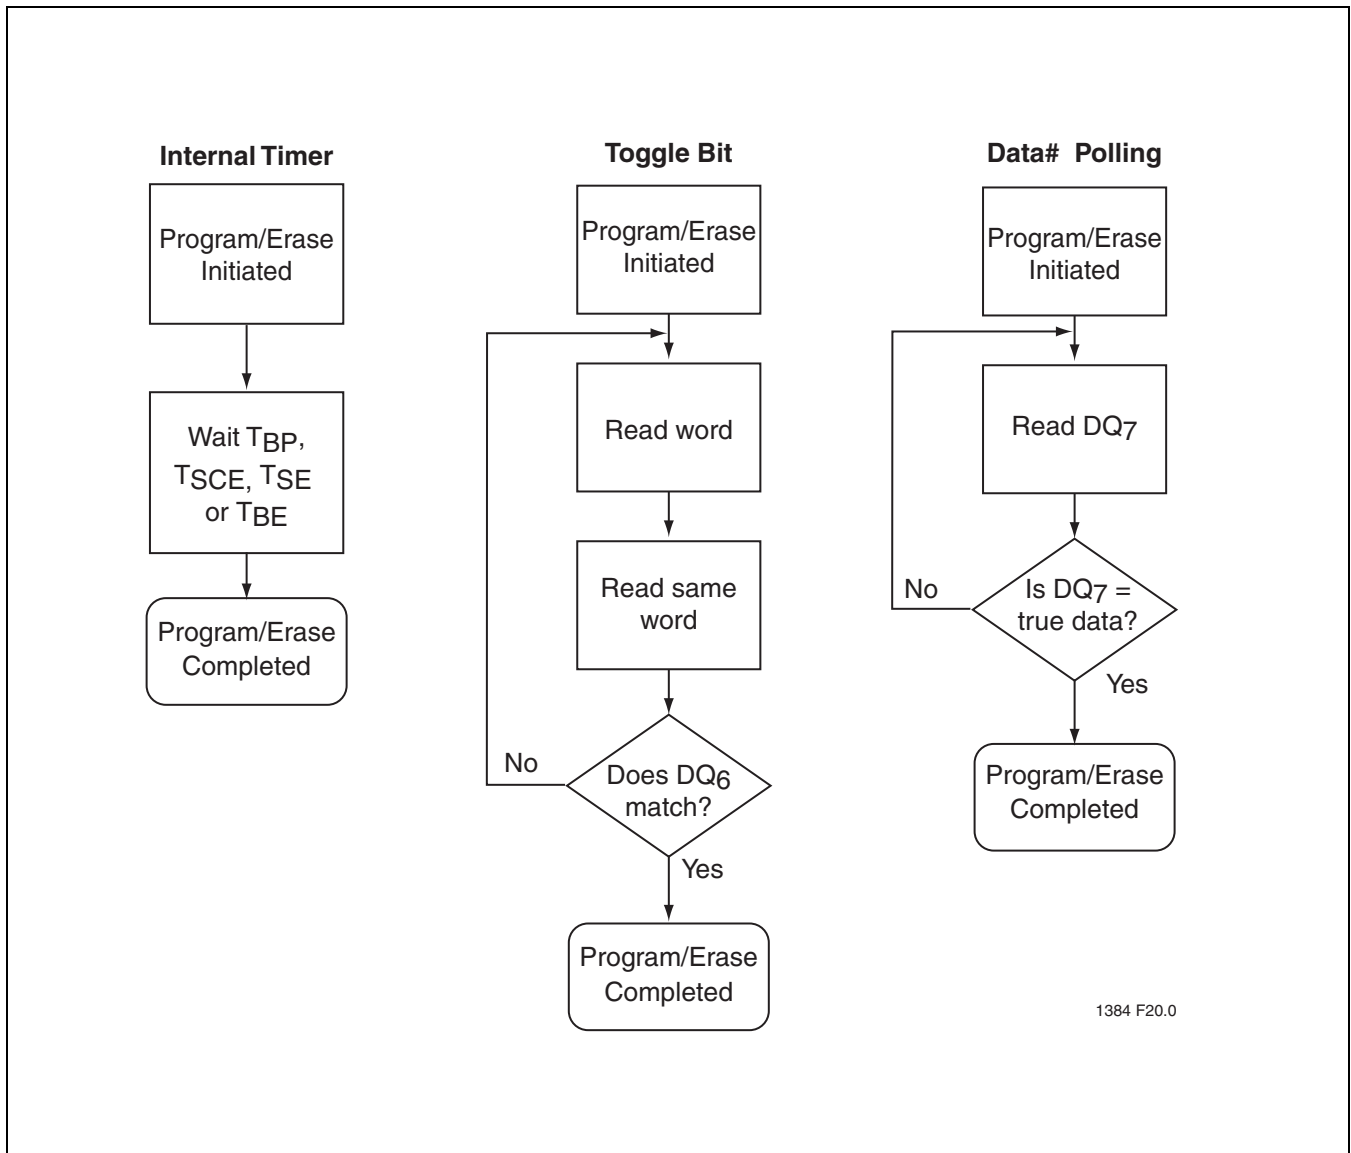 Internal Timer
Program/Erase
Initiated
Wait TBP,
TSCE, TSE
or TBE
Program/Erase
Completed
Toggle Bit
Program/Erase
Initiated
Read word
Read same
word
Does DQ6
match?
No
Yes
Program/Erase
Completed
Data# Polling
Program/Erase
Initiated
Read DQ7
Is DQ7 =
true data?
No
Yes
Program/Erase
Completed
1384 F20.0